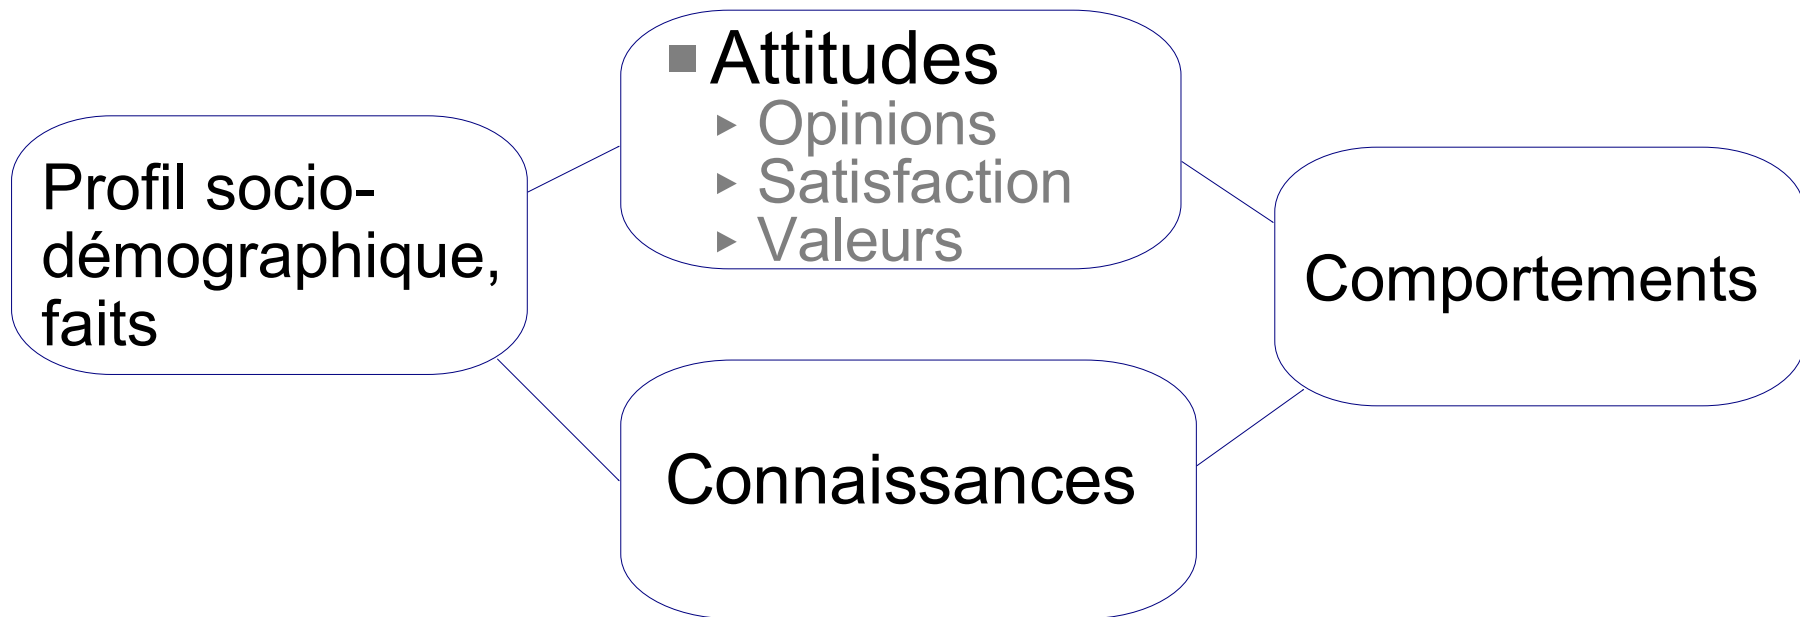 Profil socio-
démographique,
faits
■ Attitudes
► Opinions
► Satisfaction
► Valeurs
Connaissances
Comportements